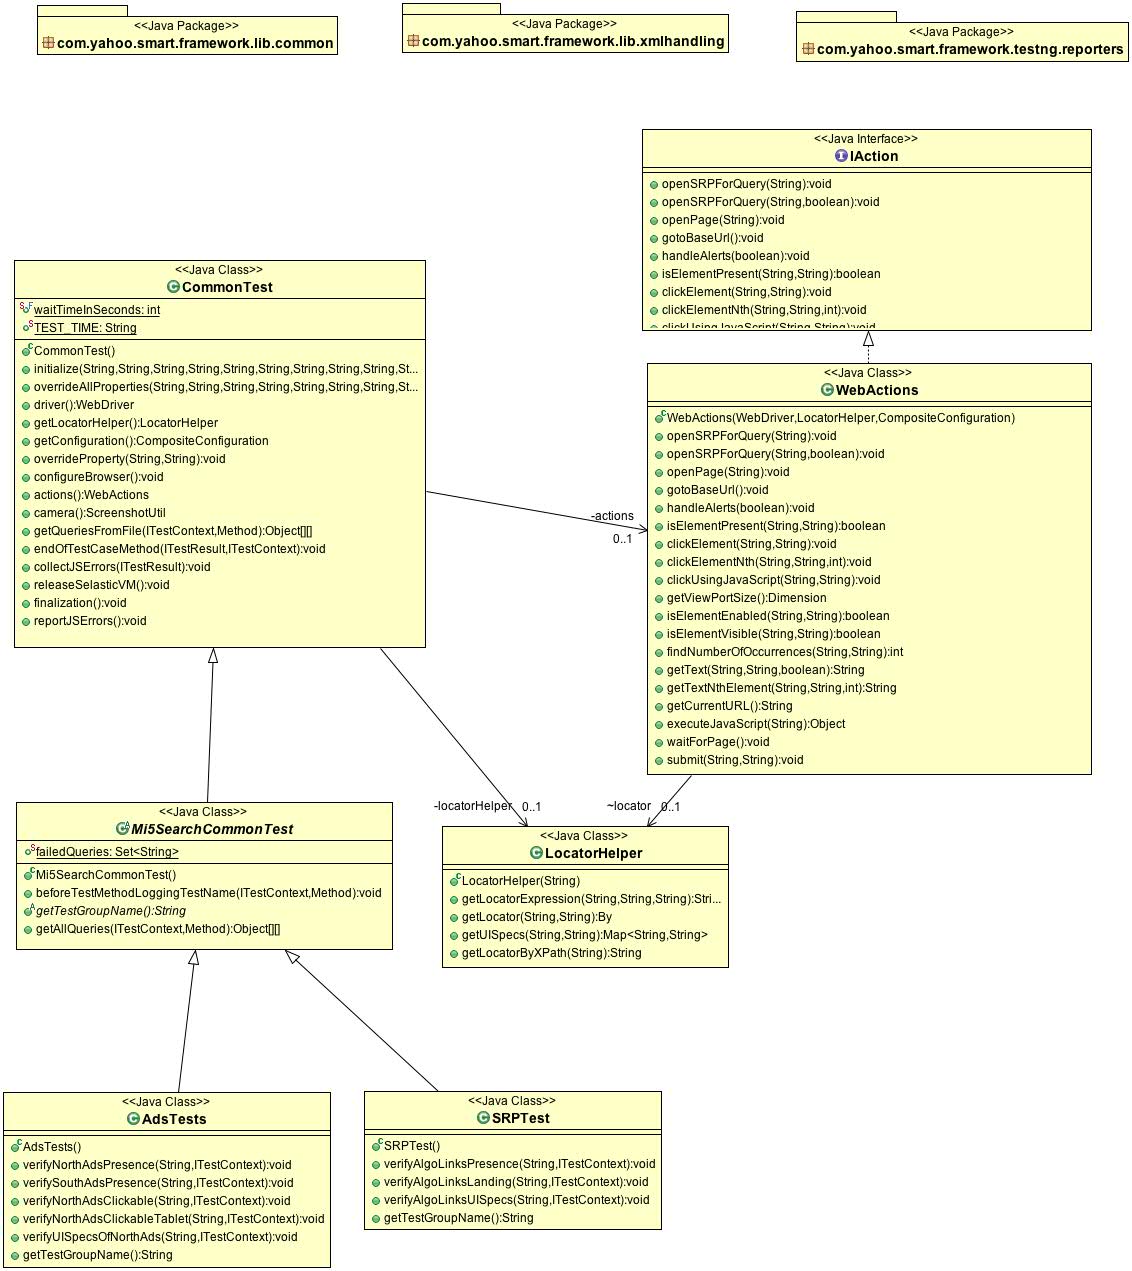 <<Java Package>>
com.yahoo.smart.framework.lib.common
<<Java Package>>
com.yahoo.smart.framework.lib.xmlhandling
<<Java Package>>
com.yahoo.smart.framework.testng.reporters
<<Java Interface>>
IAction
openSRPForQuery(String):void
openSRPForQuery(String,boolean):void
openPage(String):void
gotoBaseUrl():void
handleAlerts(boolean):void
isElementPresent(String,String):boolean
clickElement(String,String):void
clickElementNth(String,String,int):void
clickUsingJavaScript(String,String):void
<<Java Class>>
CommonTest
waitTimeInSeconds: int
TEST_TIME: String
CommonTest()
initialize(String,String,String,String,String,String,String,String,String,St...
overrideAllProperties(String,String,String,String,String,String,String,St...
driver():WebDriver
getLocatorHelper():LocatorHelper
getConfiguration():CompositeConfiguration
overrideProperty(String,String):void
configureBrowser():void
actions():WebActions
camera():ScreenshotUtil
getQueriesFromFile(ITestContext,Method):Object[][]
endOfTestCaseMethod(ITestResult,ITestContext):void
collectJSErrors(ITestResult):void
releaseSelasticVM():void
finalization():void
reportJSErrors():void
-actions
0..1
<<Java Class>>
WebActions
WebActions(WebDriver,LocatorHelper,CompositeConfiguration)
openSRPForQuery(String):void
openSRPForQuery(String,boolean):void
openPage(String):void
gotoBaseUrl():void
handleAlerts(boolean):void
isElementPresent(String,String):boolean
clickElement(String,String):void
clickElementNth(String,String,int):void
clickUsingJavaScript(String,String):void
getViewPortSize():Dimension
isElementEnabled(String,String):boolean
isElementVisible(String,String):boolean
findNumberOfOccurrences(String,String):int
getText(String,String,boolean):String
getTextNthElement(String,String,int):String
getCurrentURL():String
executeJavaScript(String):Object
waitForPage():void
submit(String,String):void
-locatorHelper
0..1
~locator
0..1
<<Java Class>>
Mi5SearchCommonTest
failedQueries: Set<String>
Mi5SearchCommonTest()
beforeTestMethodLoggingTestName(ITestContext,Method):void
getTestGroupName():String
getAllQueries(ITestContext,Method):Object[][]
<<Java Class>>
LocatorHelper
LocatorHelper(String)
getLocatorExpression(String,String,String):Stri...
getLocator(String,String):By
getUISpecs(String,String):Map<String,String>
getLocatorByXPath(String):String
<<Java Class>>
AdsTests
AdsTests()
verifyNorthAdsPresence(String,ITestContext):void
verifySouthAdsPresence(String,ITestContext):void
verifyNorthAdsClickable(String,ITestContext):void
verifyNorthAdsClickableTablet(String,ITestContext):void
verifyUISpecsOfNorthAds(String,ITestContext):void
getTestGroupName():String
<<Java Class>>
SRPTest
SRPTest()
verifyAlgoLinksPresence(String,ITestContext):void
verifyAlgoLinksLanding(String,ITestContext):void
verifyAlgoLinksUISpecs(String,ITestContext):void
getTestGroupName():String